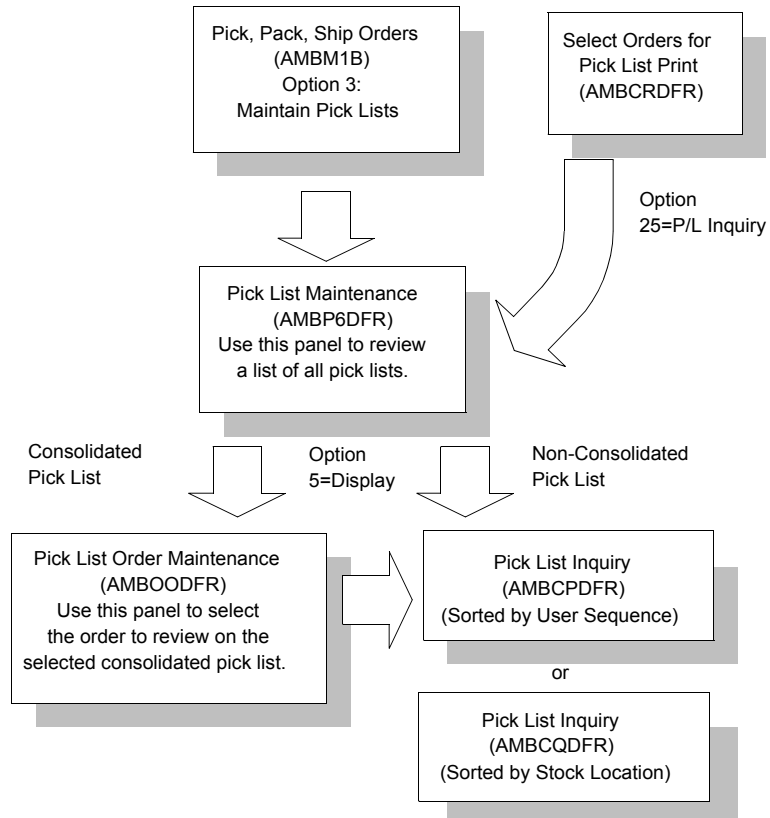 Pick, Pack, Ship Orders
(AMBM1B)
Option 3:
Maintain Pick Lists
Select Orders for
Pick List Print
(AMBCRDFR)
Option
25=P/L Inquiry
Pick List Maintenance
(AMBP6DFR)
Use this panel to review
a list of all pick lists.
Consolidated
Pick List
Option
5=Display
Non-Consolidated
Pick List
Pick List Order Maintenance
(AMBOODFR)
Use this panel to select
the order to review on the
selected consolidated pick list.
Pick List Inquiry
(AMBCPDFR)
(Sorted by User Sequence)
or
Pick List Inquiry
(AMBCQDFR)
(Sorted by Stock Location)